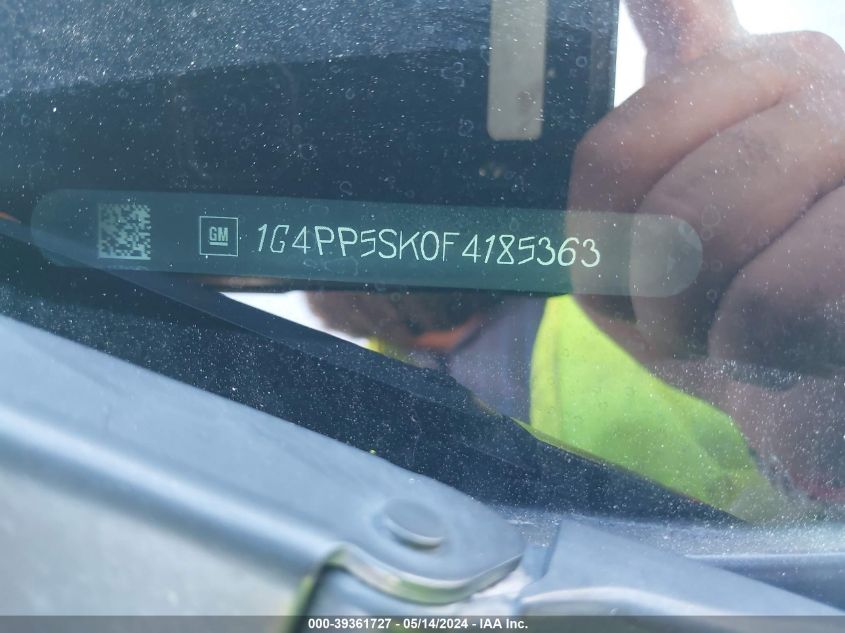 GM 1G4PP5SK0F4185363
000-39361727 - 05/14/2024 - IAA Inc.